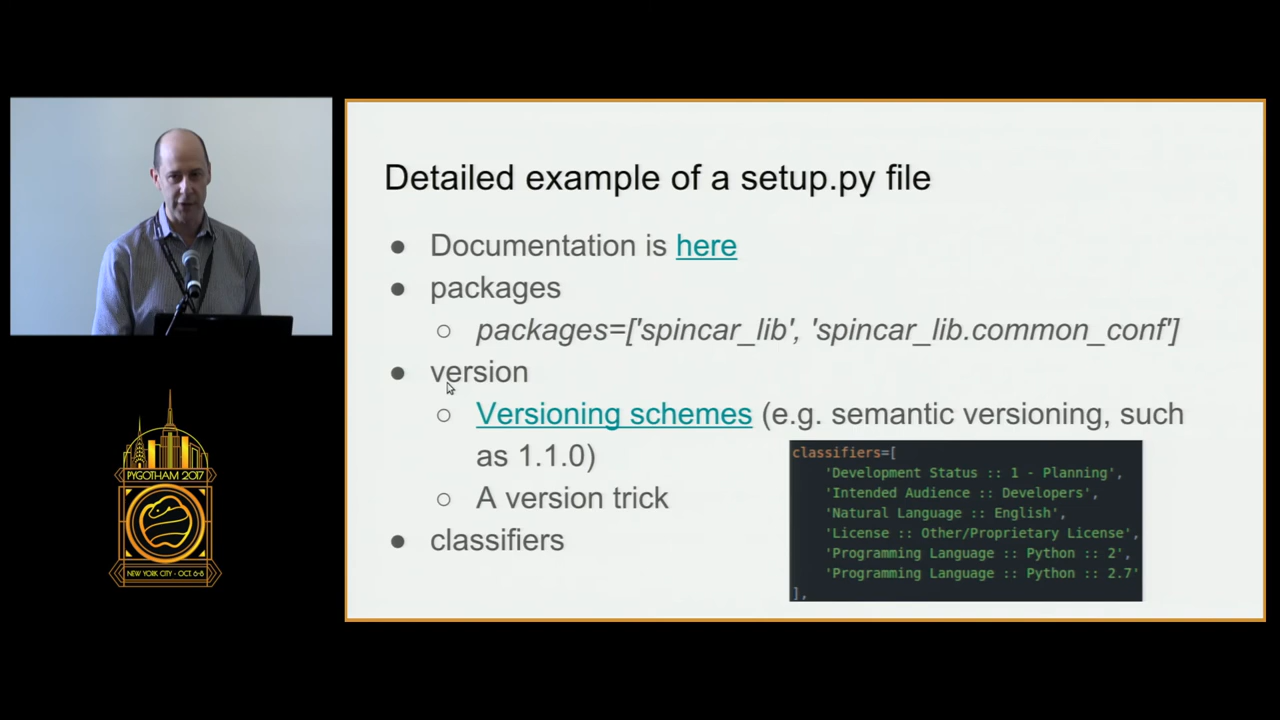 Detailed example of a setup.py file
● Documentation is here
● packages
○ packages=['spincar_lib', 'spincar_lib.common_conf']
● version
○ Versioning schemes (e.g. semantic versioning, such
as 1.1.0)
○ A version trick
● classifiers
classifiers=[
'Development Status :: 1 - Planning',
'Intended Audience :: Developers',
'Natural Language :: English',
'License :: Other/Proprietary License',
'Programming Language :: Python :: 2',
'Programming Language :: Python :: 2.7'
],
PYGOTHAM 2017
NEW YORK CITY - OCT. 6-8